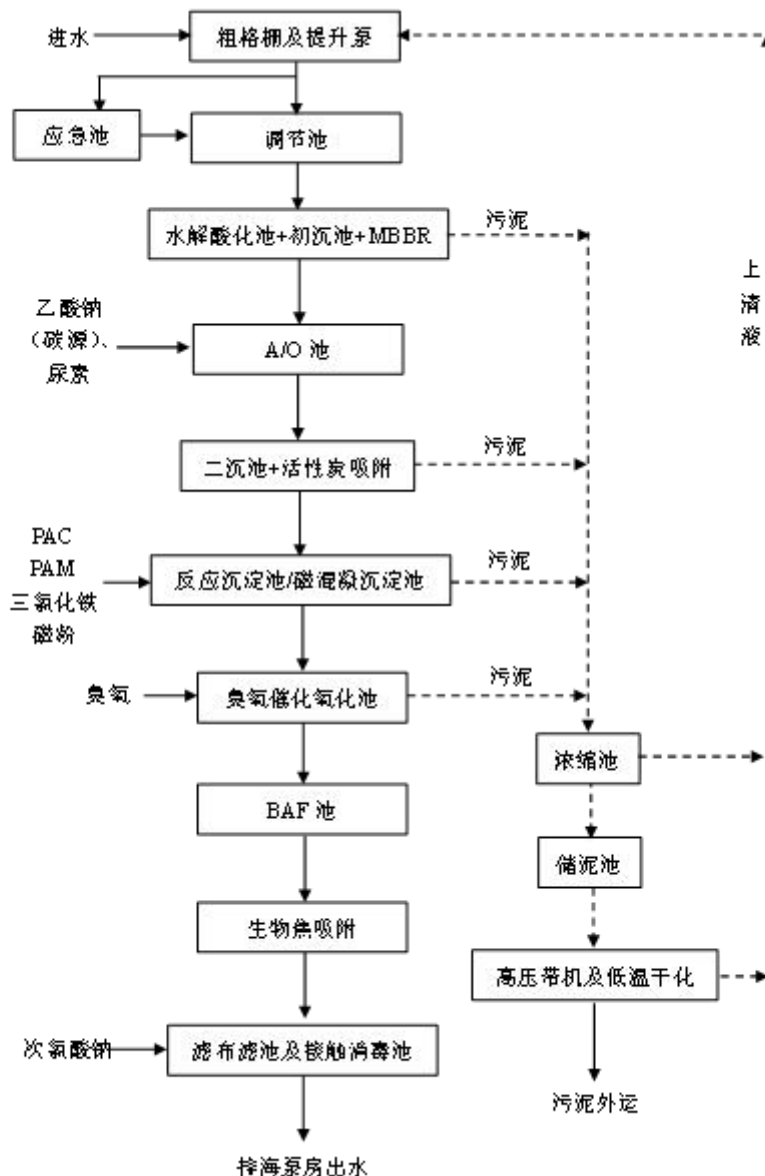 进水
粗格栅及提升泵
应急池
调节池
水解酸化池+初沉池+MBBR
污泥
上
清
液
乙酸钠
（碳源）、
尿素
A/O 池
二沉池+活性炭吸附
污泥
PAC
PAM
三氯化铁
磁粉
反应沉淀池/磁混凝沉淀池
污泥
臭氧
臭氧催化氧化池
污泥
浓缩池
BAF 池
储泥池
生物焦吸附
高压带机及低温干化
次氯酸钠
滤布滤池及接触消毒池
污泥外运
排海泵房出水